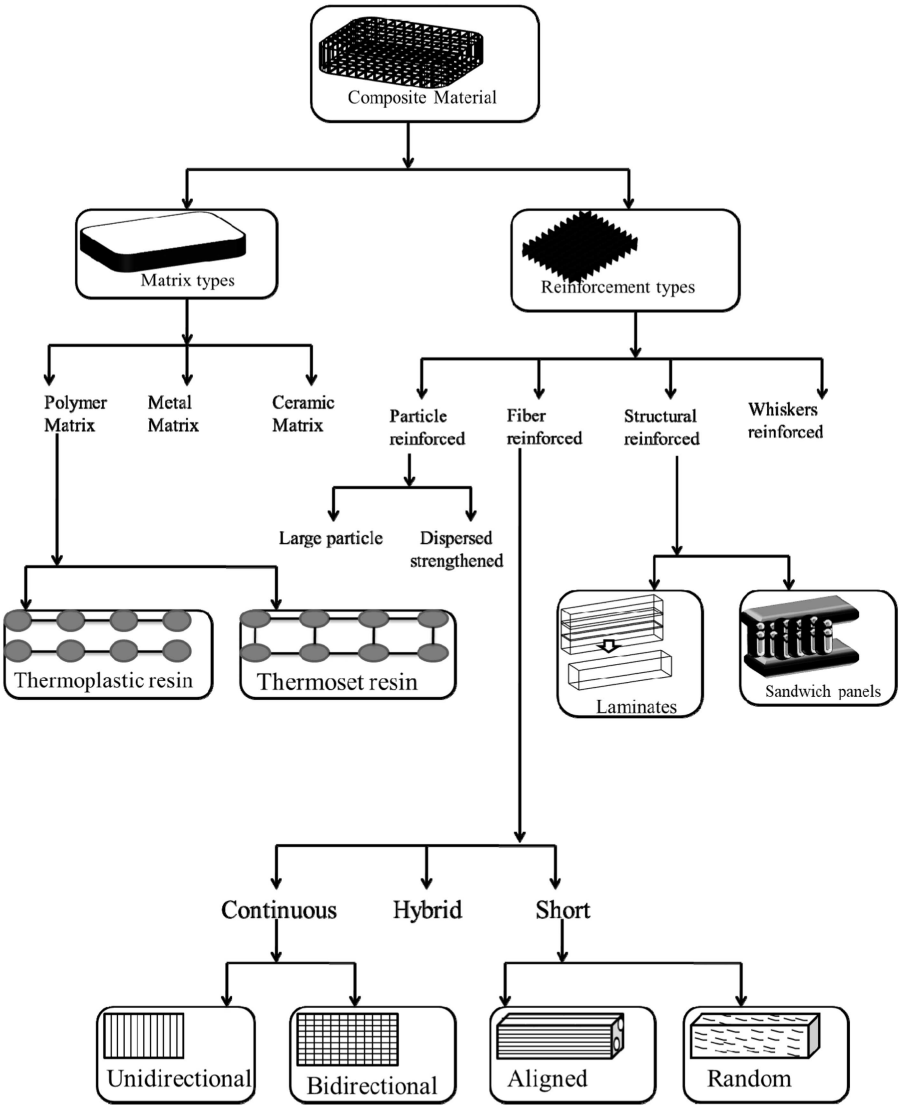 Composite Material
Matrix types
Reinforcement types
Polymer
Matrix
Metal
Matrix
Ceramic
Matrix
Particle
reinforced
Fiber
reinforced
Structural
reinforced
Whiskers
reinforced
Large particle
Dispersed
strengthened
Thermoplastic resin
Thermoset resin
Laminates
Sandwich panels
Continuous
Hybrid
Short
Unidirectional
Bidirectional
Aligned
Random